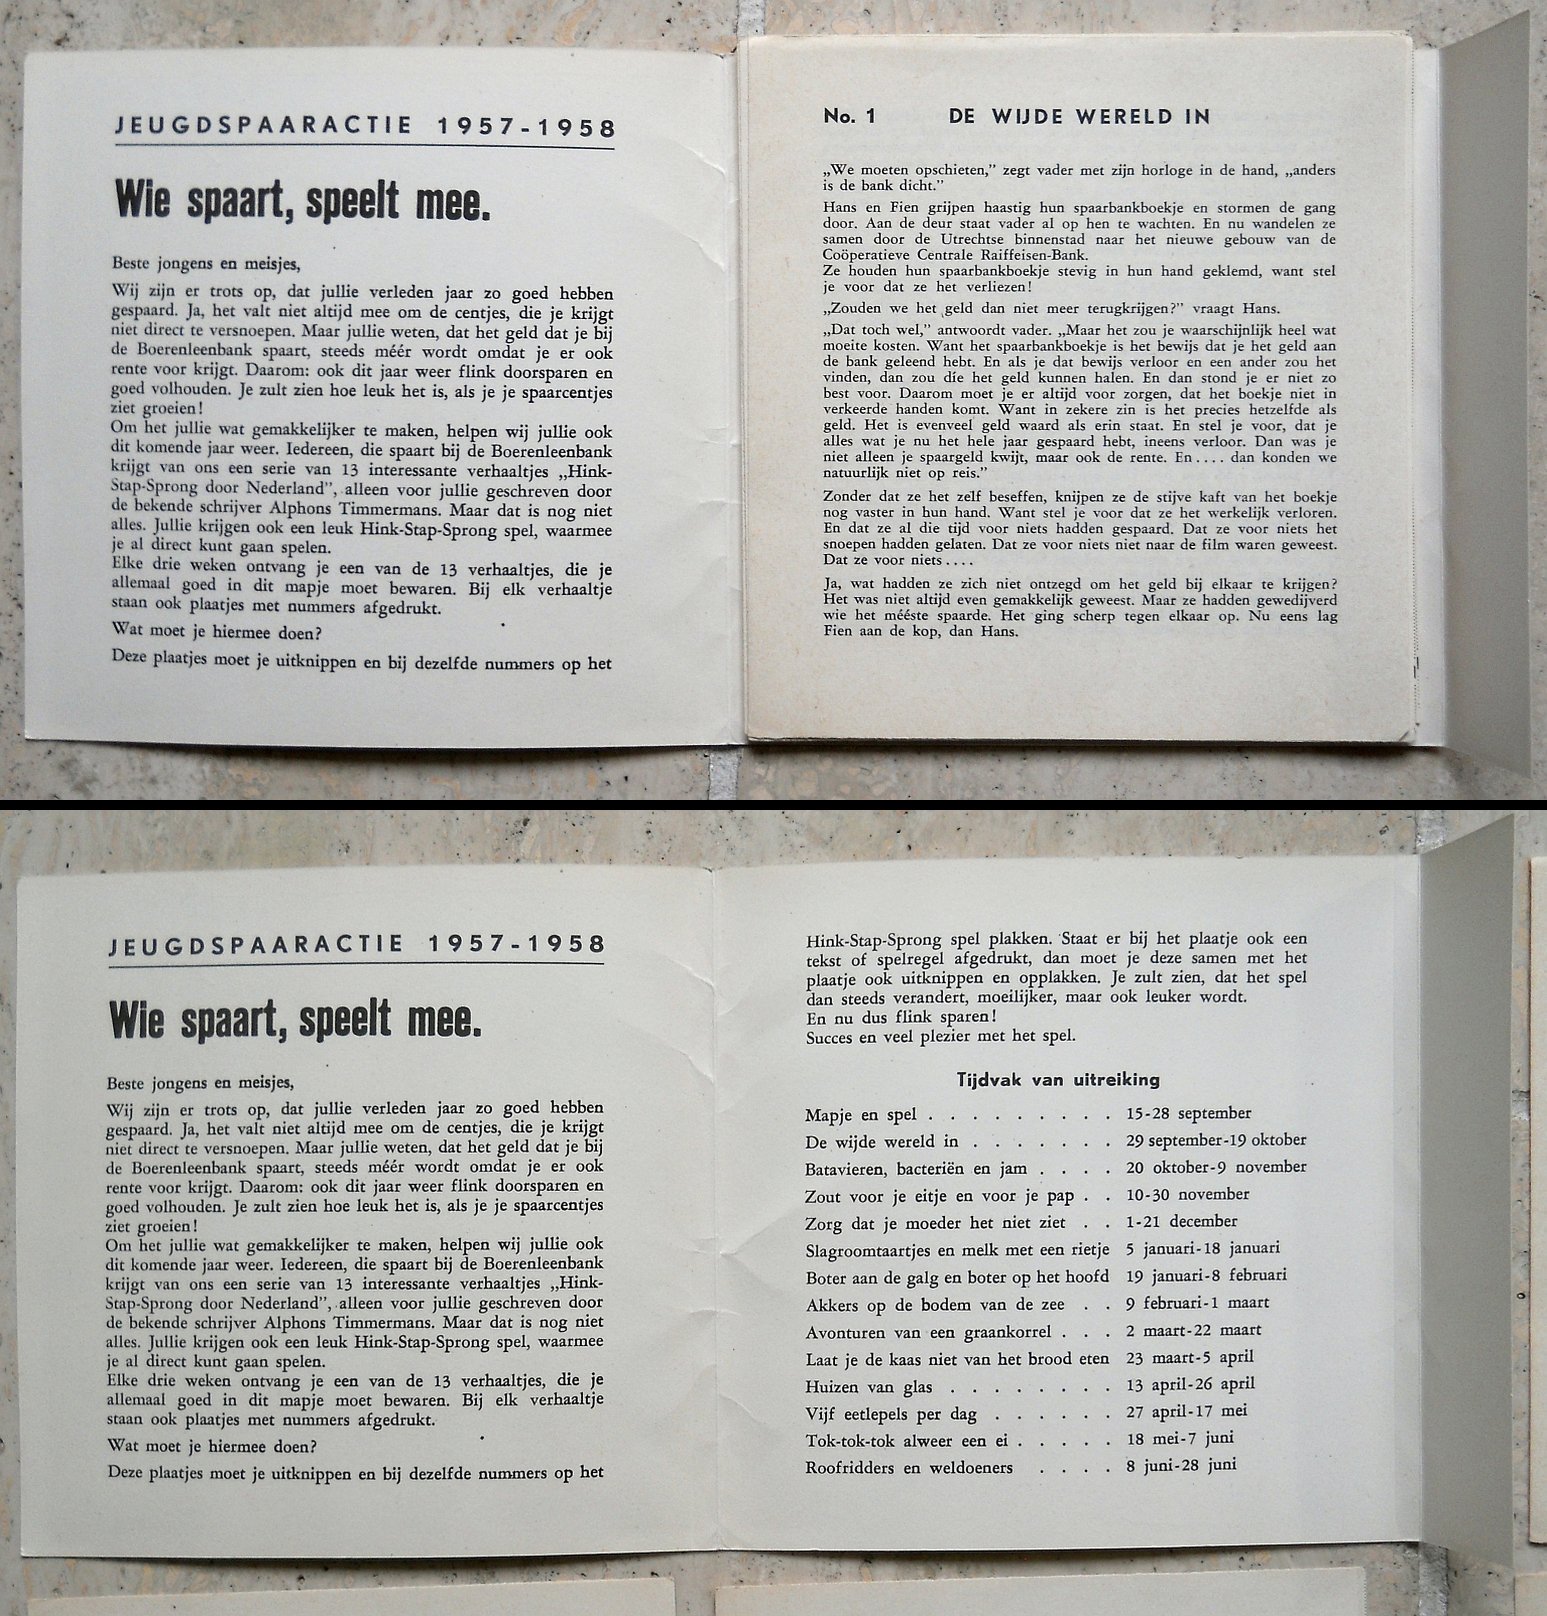 JEUGDSPAARACTIE 1957-1958
Wie spaart, speelt mee.
Beste jongens en meisjes,
Wij zijn er trots op, dat jullie verleden jaar zo goed hebben
gespaard. Ja, het valt niet altijd mee om de centjes, die je krijgt
niet direct te versnoepen. Maar jullie weten, dat het geld dat je bij
de Boerenleenbank spaart, steeds méér wordt omdat je er ook
rente voor krijgt. Daarom: ook dit jaar weer flink doorsparen en
goed volhouden. Je zult zien hoe leuk het is, als je je spaarcentjes
ziet groeien!
Om het jullie wat gemakkelijker te maken, helpen wij jullie ook
dit komende jaar weer. Iedereen, die spaart bij de Boerenleenbank
krijgt van ons een serie van 13 interessante verhaaltjes „Hink-
Stap-Sprong door Nederland”, alleen voor jullie geschreven door
de bekende schrijver Alphons Timmermans. Maar dat is nog niet
alles. Jullie krijgen ook een leuk Hink-Stap-Sprong spel, waarmee
je al direct kunt gaan spelen.
Elke drie weken ontvang je een van de 13 verhaaltjes, die je
allemaal goed in dit mapje moet bewaren. Bij elk verhaaltje
staan ook plaatjes met nummers afgedrukt.
Wat moet je hiermee doen?
Deze plaatjes moet je uitknippen en bij dezelfde nummers op het
No. 1 DE WIJDE WERELD IN
„We moeten opschieten,” zegt vader met zijn horloge in de hand, „anders
is de bank dicht.”
Hans en Fien grijpen haastig hun spaarbankboekje en stormen de gang
door. Aan de deur staat vader al op hen te wachten. En nu wandelen ze
samen door de Utrechtse binnenstad naar het nieuwe gebouw van de
Coöperatieve Centrale Raiffeisen-Bank.
Ze houden hun spaarbankboekje stevig in hun hand geklemd, want stel
je voor dat ze het verliezen!
„Zouden we het geld dan niet meer terugkrijgen?” vraagt Hans.
„Dat toch wel,” antwoordt vader. „Maar het zou je waarschijnlijk heel wat
moeite kosten. Want het spaarbankboekje is het bewijs dat je het geld aan
de bank geleend hebt. En als je dat bewijs verloor en een ander zou het
vinden, dan zou díe het geld kunnen halen. En dan stond je er niet zo
best voor. Daarom moet je er altijd voor zorgen, dat het boekje niet in
verkeerde handen komt. Want in zekere zin is het precies hetzelfde als
geld. Het is evenveel geld waard als erin staat. En stel je voor, dat je
alles wat je nu het hele jaar gespaard hebt, ineens verloor. Dan was je
niet alleen je spaargeld kwijt, maar ook de rente. En.... dan konden we
natuurlijk niet op reis.”
Zonder dat ze het zelf beseffen, knijpen ze de stijve kaft van het boekje
nog vaster in hun hand. Want stel je voor dat ze het werkelijk verloren.
En dat ze al die tijd voor niets hadden gespaard. Dat ze voor niets het
snoepen hadden gelaten. Dat ze voor niets niet naar de film waren geweest.
Dat ze voor niets....
Ja, wat hadden ze zich niet ontzegd om het geld bij elkaar te krijgen?
Het was niet altijd even gemakkelijk geweest. Maar ze hadden gewedijverd
wie het mééste spaarde. Het ging scherp tegen elkaar op. Nu eens lag
Fien aan de kop, dan Hans.
JEUGDSPAARACTIE 1957-1958
Wie spaart, speelt mee.
Beste jongens en meisjes,
Wij zijn er trots op, dat jullie verleden jaar zo goed hebben
gespaard. Ja, het valt niet altijd mee om de centjes, die je krijgt
niet direct te versnoepen. Maar jullie weten, dat het geld dat je bij
de Boerenleenbank spaart, steeds méér wordt omdat je er ook
rente voor krijgt. Daarom: ook dit jaar weer flink doorsparen en
goed volhouden. Je zult zien hoe leuk het is, als je je spaarcentjes
ziet groeien!
Om het jullie wat gemakkelijker te maken, helpen wij jullie ook
dit komende jaar weer. Iedereen, die spaart bij de Boerenleenbank
krijgt van ons een serie van 13 interessante verhaaltjes „Hink-
Stap-Sprong door Nederland”, alleen voor jullie geschreven door
de bekende schrijver Alphons Timmermans. Maar dat is nog niet
alles. Jullie krijgen ook een leuk Hink-Stap-Sprong spel, waarmee
je al direct kunt gaan spelen.
Elke drie weken ontvang je een van de 13 verhaaltjes, die je
allemaal goed in dit mapje moet bewaren. Bij elk verhaaltje
staan ook plaatjes met nummers afgedrukt.
Wat moet je hiermee doen?
Deze plaatjes moet je uitknippen en bij dezelfde nummers op het
Hink-Stap-Sprong spel plakken. Staat er bij het plaatje ook een
tekst of spelregel afgedrukt, dan moet je deze samen met het
plaatje ook uitknippen en opplakken. Je zult zien, dat het spel
dan steeds verandert, moeilijker, maar ook leuker wordt.
En nu dus flink sparen!
Succes en veel plezier met het spel.
Tijdvak van uitreiking
Mapje en spel . . . . . . . . . 15-28 september
De wijde wereld in . . . . . . . 29 september-19 oktober
Batavieren, bacteriën en jam . . . . 20 oktober-9 november
Zout voor je eitje en voor je pap . . 10-30 november
Zorg dat je moeder het niet ziet . . 1-21 december
Slagroomtaartjes en melk met een rietje 5 januari-18 januari
Boter aan de galg en boter op het hoofd 19 januari-8 februari
Akkers op de bodem van de zee . . 9 februari-1 maart
Avonturen van een graankorrel . . . 2 maart-22 maart
Laat je de kaas niet van het brood eten 23 maart-5 april
Huizen van glas . . . . . . . . 13 april-26 april
Vijf eetlepels per dag . . . . . . 27 april-17 mei
Tok-tok-tok alweer een ei . . . . . 18 mei-7 juni
Roofridders en weldoeners . . . . 8 juni-28 juni